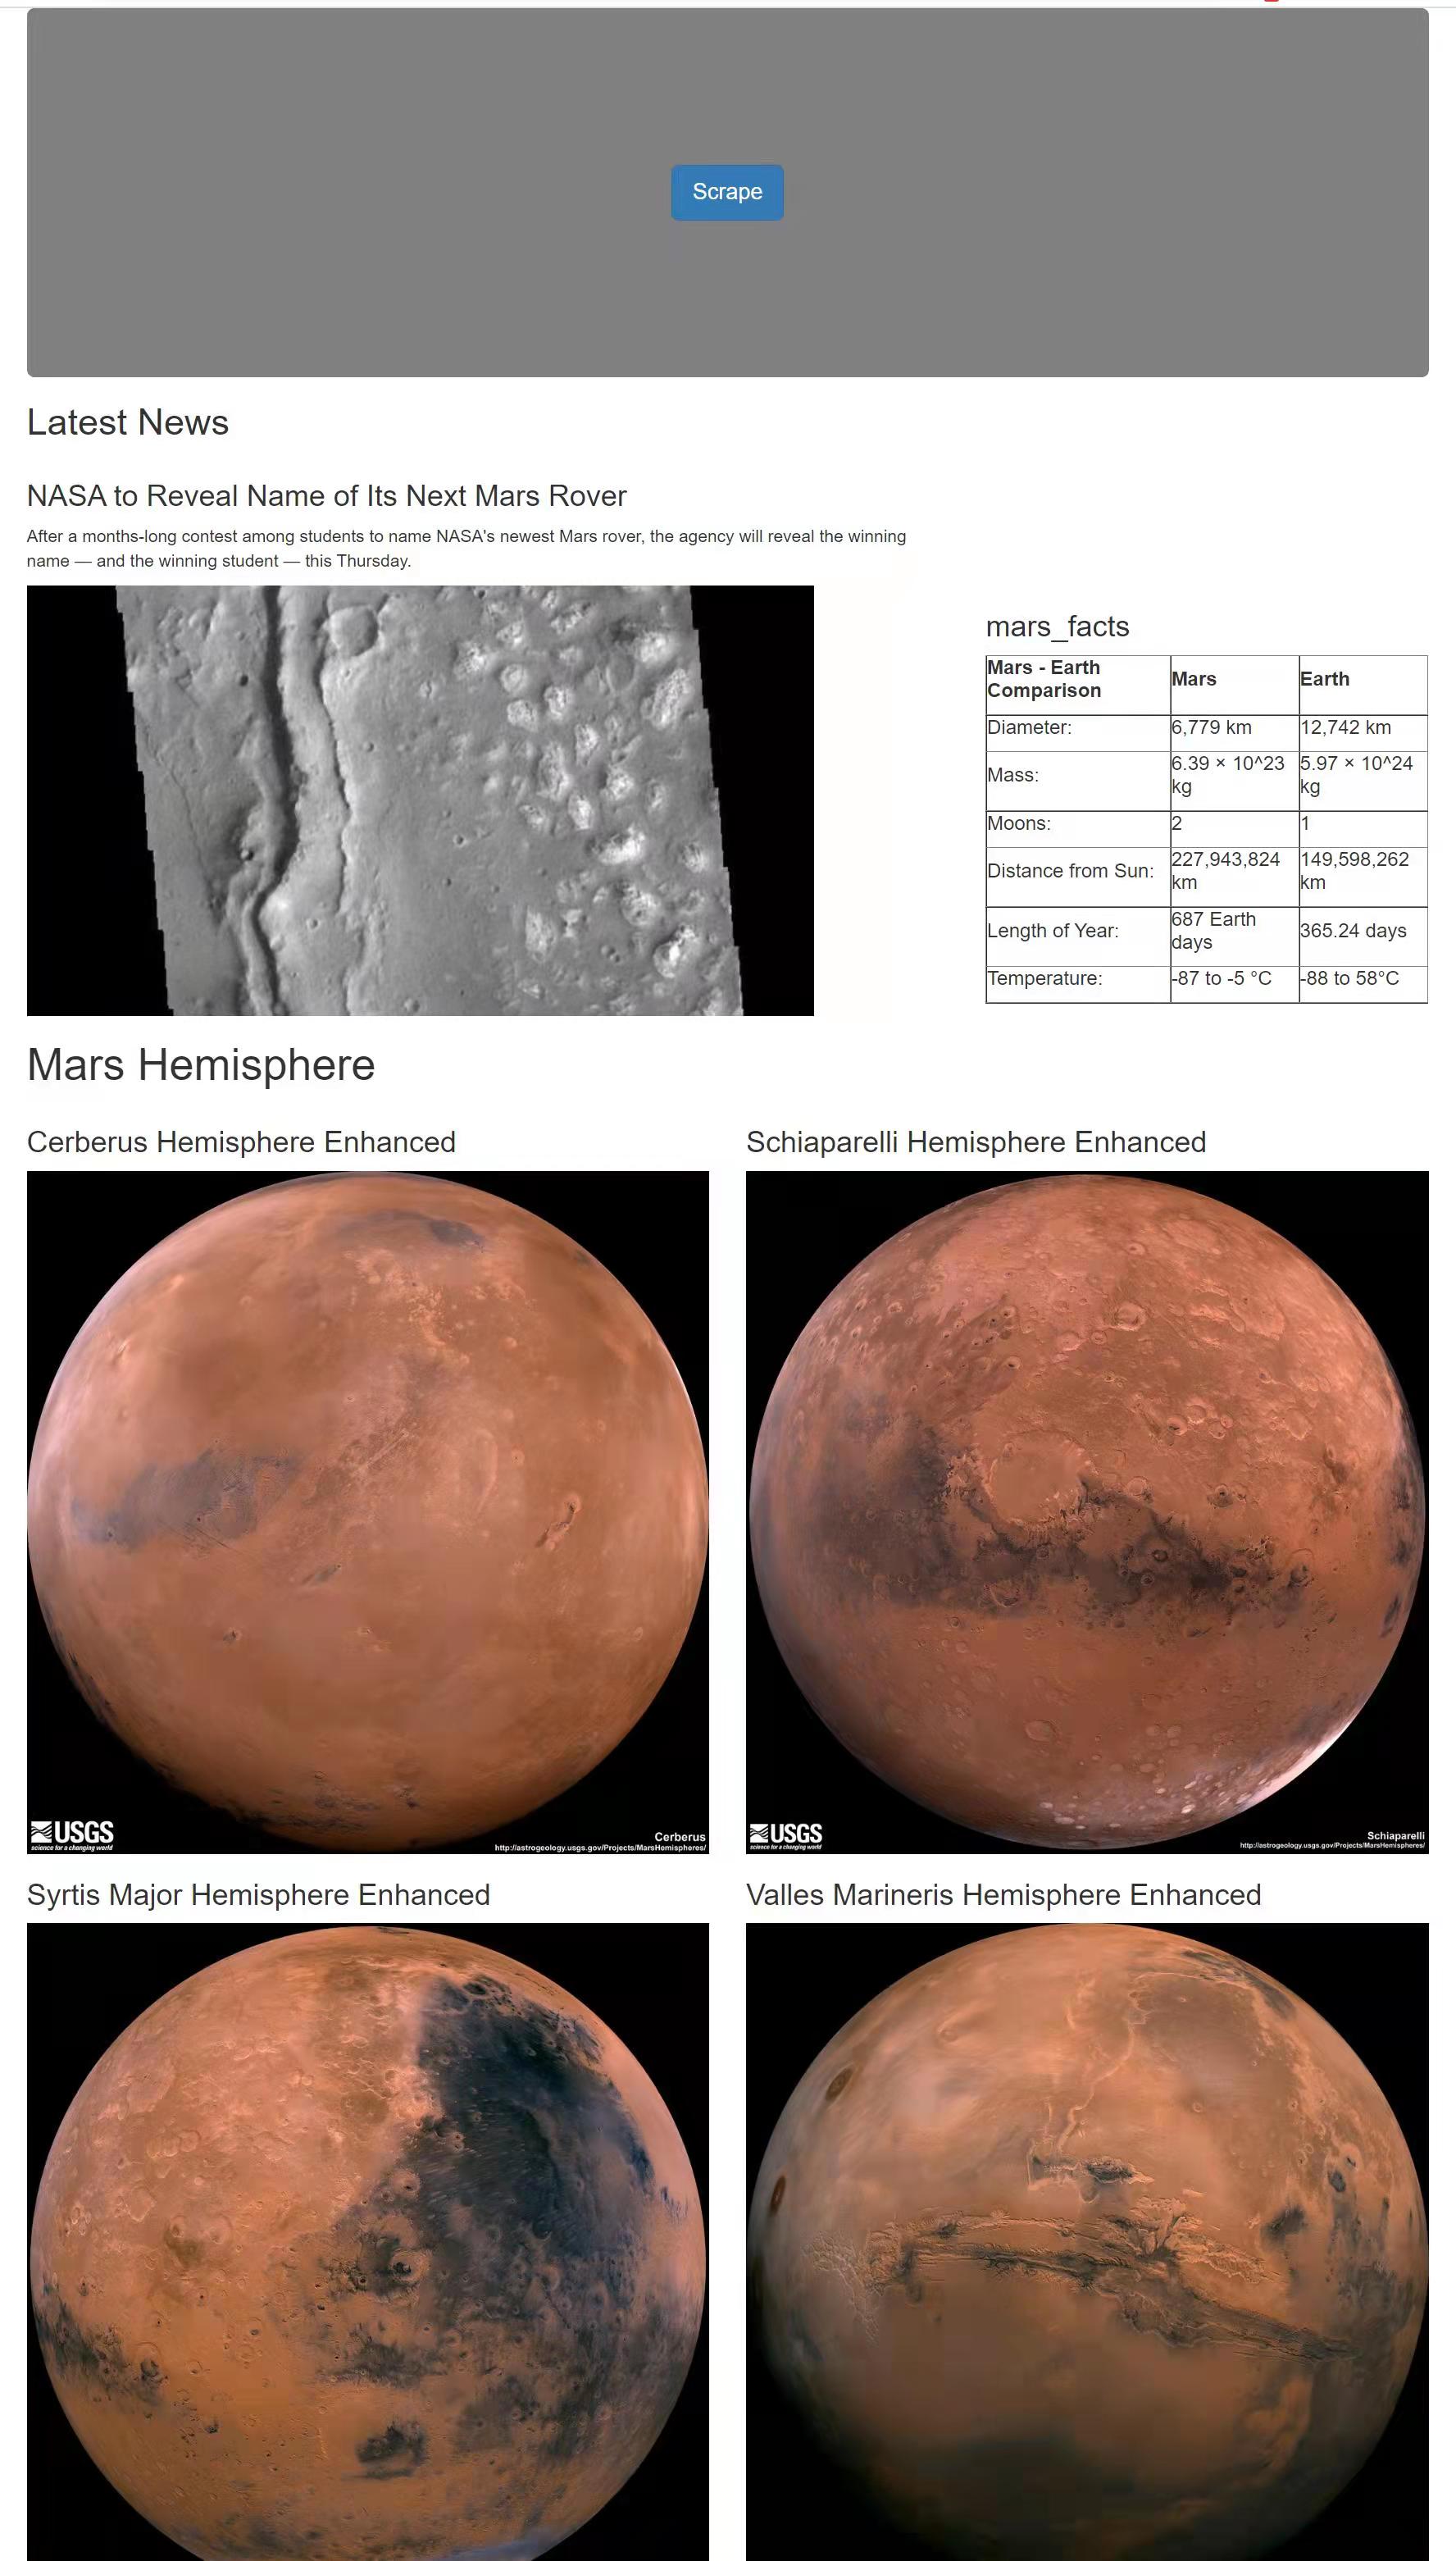 Scrape
Latest News
NASA to Reveal Name of Its Next Mars Rover
After a months-long contest among students to name NASA's newest Mars rover, the agency will reveal the winning
name — and the winning student — this Thursday.
mars_facts
Mars - Earth
Comparison
Mars
Earth
Diameter:
6,779 km
12,742 km
Mass:
6.39 × 10^23
kg
5.97 × 10^24
kg
Moons:
2
1
Distance from Sun:
227,943,824
km
149,598,262
km
Length of Year:
687 Earth
days
365.24 days
Temperature:
-87 to -5 °C
-88 to 58°C
Mars Hemisphere
Cerberus Hemisphere Enhanced
Schiaparelli Hemisphere Enhanced
USGS
science for a changing world
Cerberus
http://astrogeology.usgs.gov/Projects/MarsHemispheres/
USGS
science for a changing world
Schiaparelli
http://astrogeology.usgs.gov/Projects/MarsHemispheres/
Syrtis Major Hemisphere Enhanced
Valles Marineris Hemisphere Enhanced